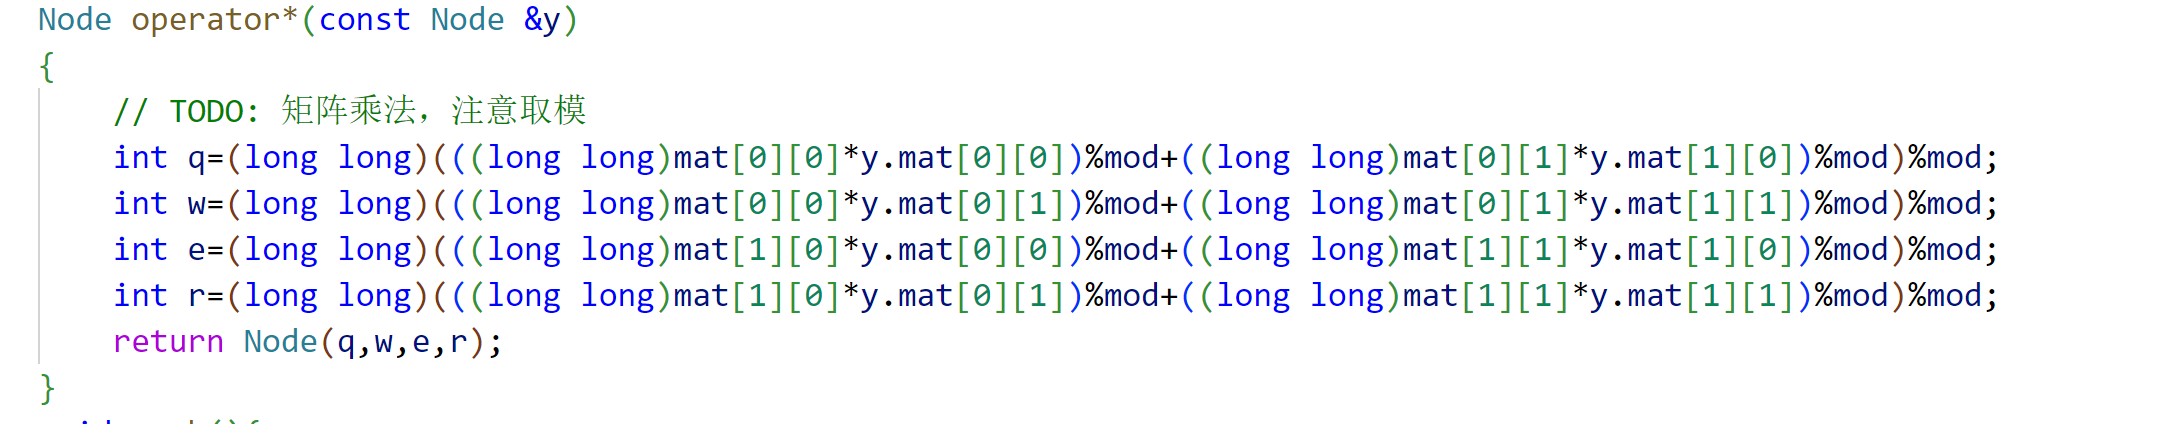 Node operator*(const Node &y)
{
// TODO: 矩阵乘法，注意取模
int q=(long long)(((long long)mat[0][0]*y.mat[0][0])%mod+((long long)mat[0][1]*y.mat[1][0])%mod)%mod;
int w=(long long)(((long long)mat[0][0]*y.mat[0][1])%mod+((long long)mat[0][1]*y.mat[1][1])%mod)%mod;
int e=(long long)(((long long)mat[1][0]*y.mat[0][0])%mod+((long long)mat[1][1]*y.mat[1][0])%mod)%mod;
int r=(long long)(((long long)mat[1][0]*y.mat[0][1])%mod+((long long)mat[1][1]*y.mat[1][1])%mod)%mod;
return Node(q,w,e,r);
}